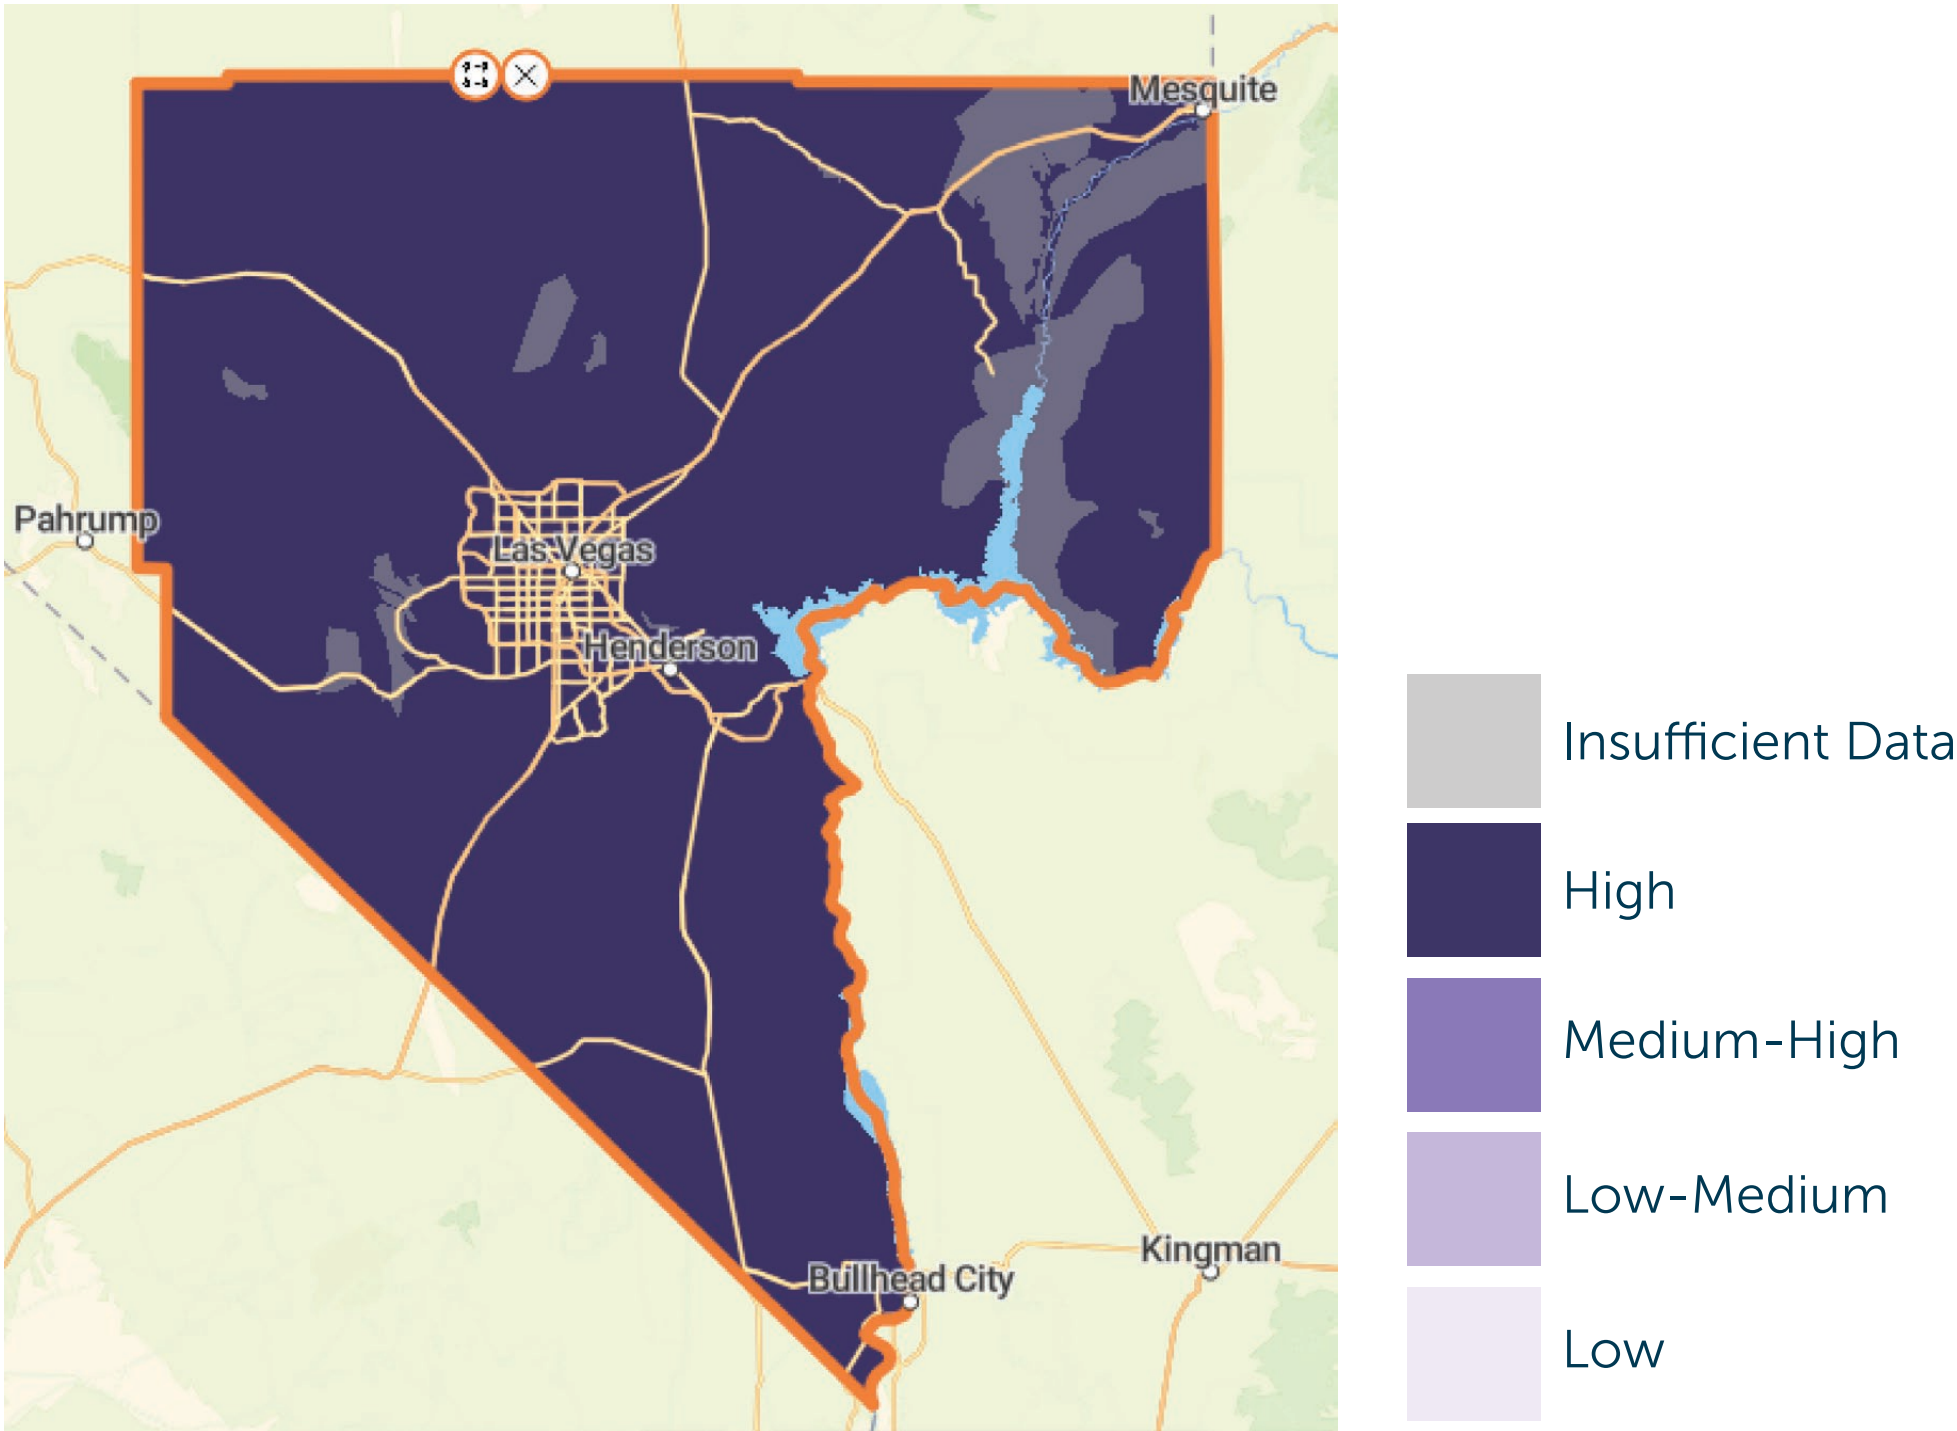 Mesquite
Pahrump
Las Vegas
Henderson
Kingman
Bullhead City
Insufficient Data
High
Medium-High
Low-Medium
Low